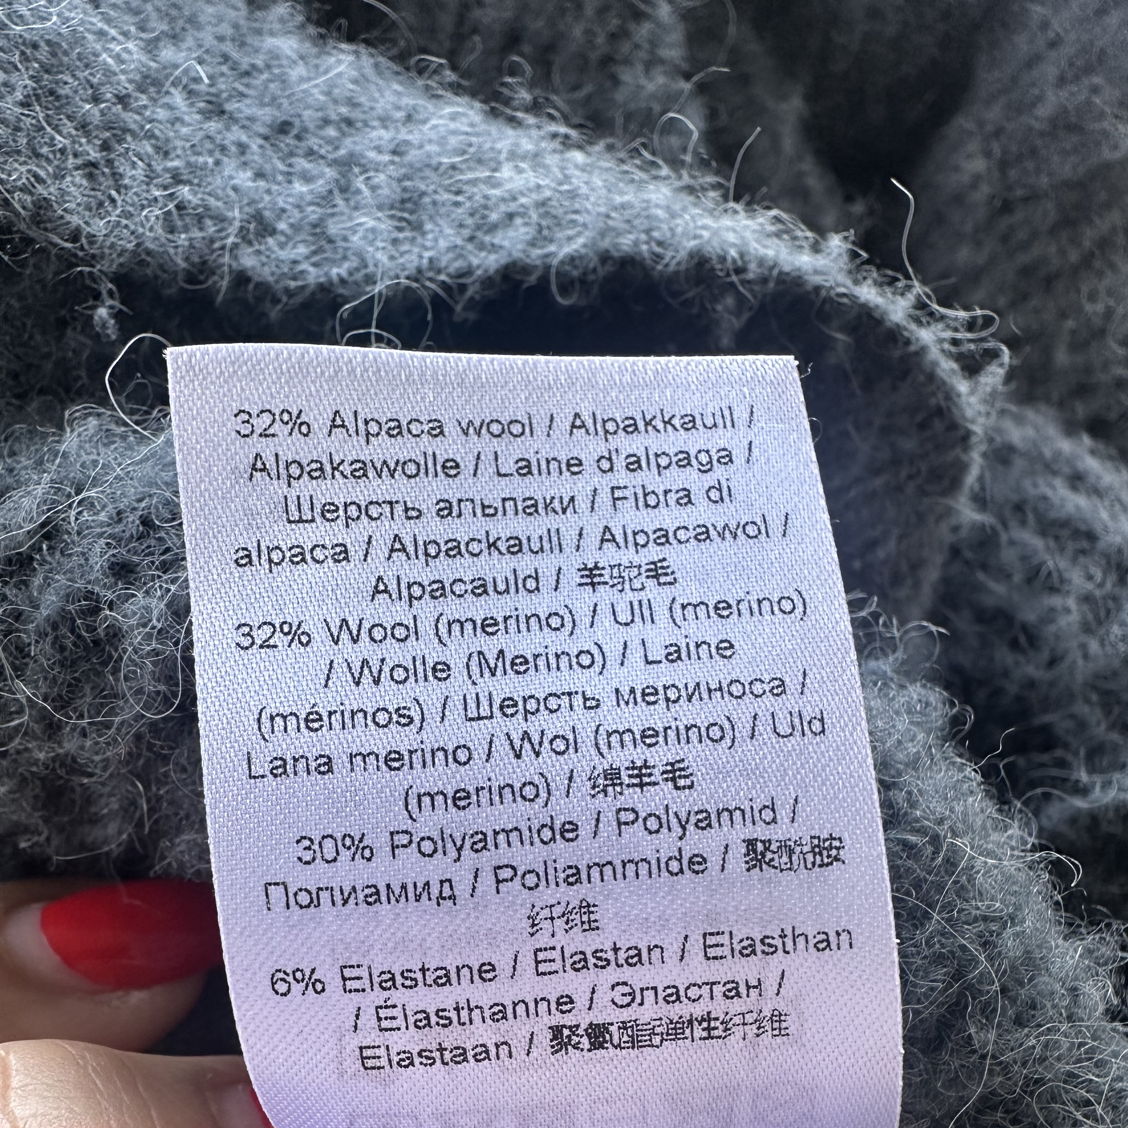 32% Alpaca wool / Alpakkaull /
Alpakawolle / Laine d'alpaga /
Шерсть альпаки / Fibra di
alpaca / Alpackaull / Alpacawol /
Alpacauld / 羊驼毛
32% Wool (merino) / Ull (merino)
/ Wolle (Merino) / Laine
(mérinos) / Шерсть мериноса /
Lana merino / Wol (merino) / Uld
(merino) / 绵羊毛
30% Polyamide / Polyamid /
Полиамид / Poliammide / 聚酰胺
纤维
6% Elastane / Elastan / Elasthan
/ Élasthanne / Эластан /
Elastaan / 聚氨酯弹性纤维